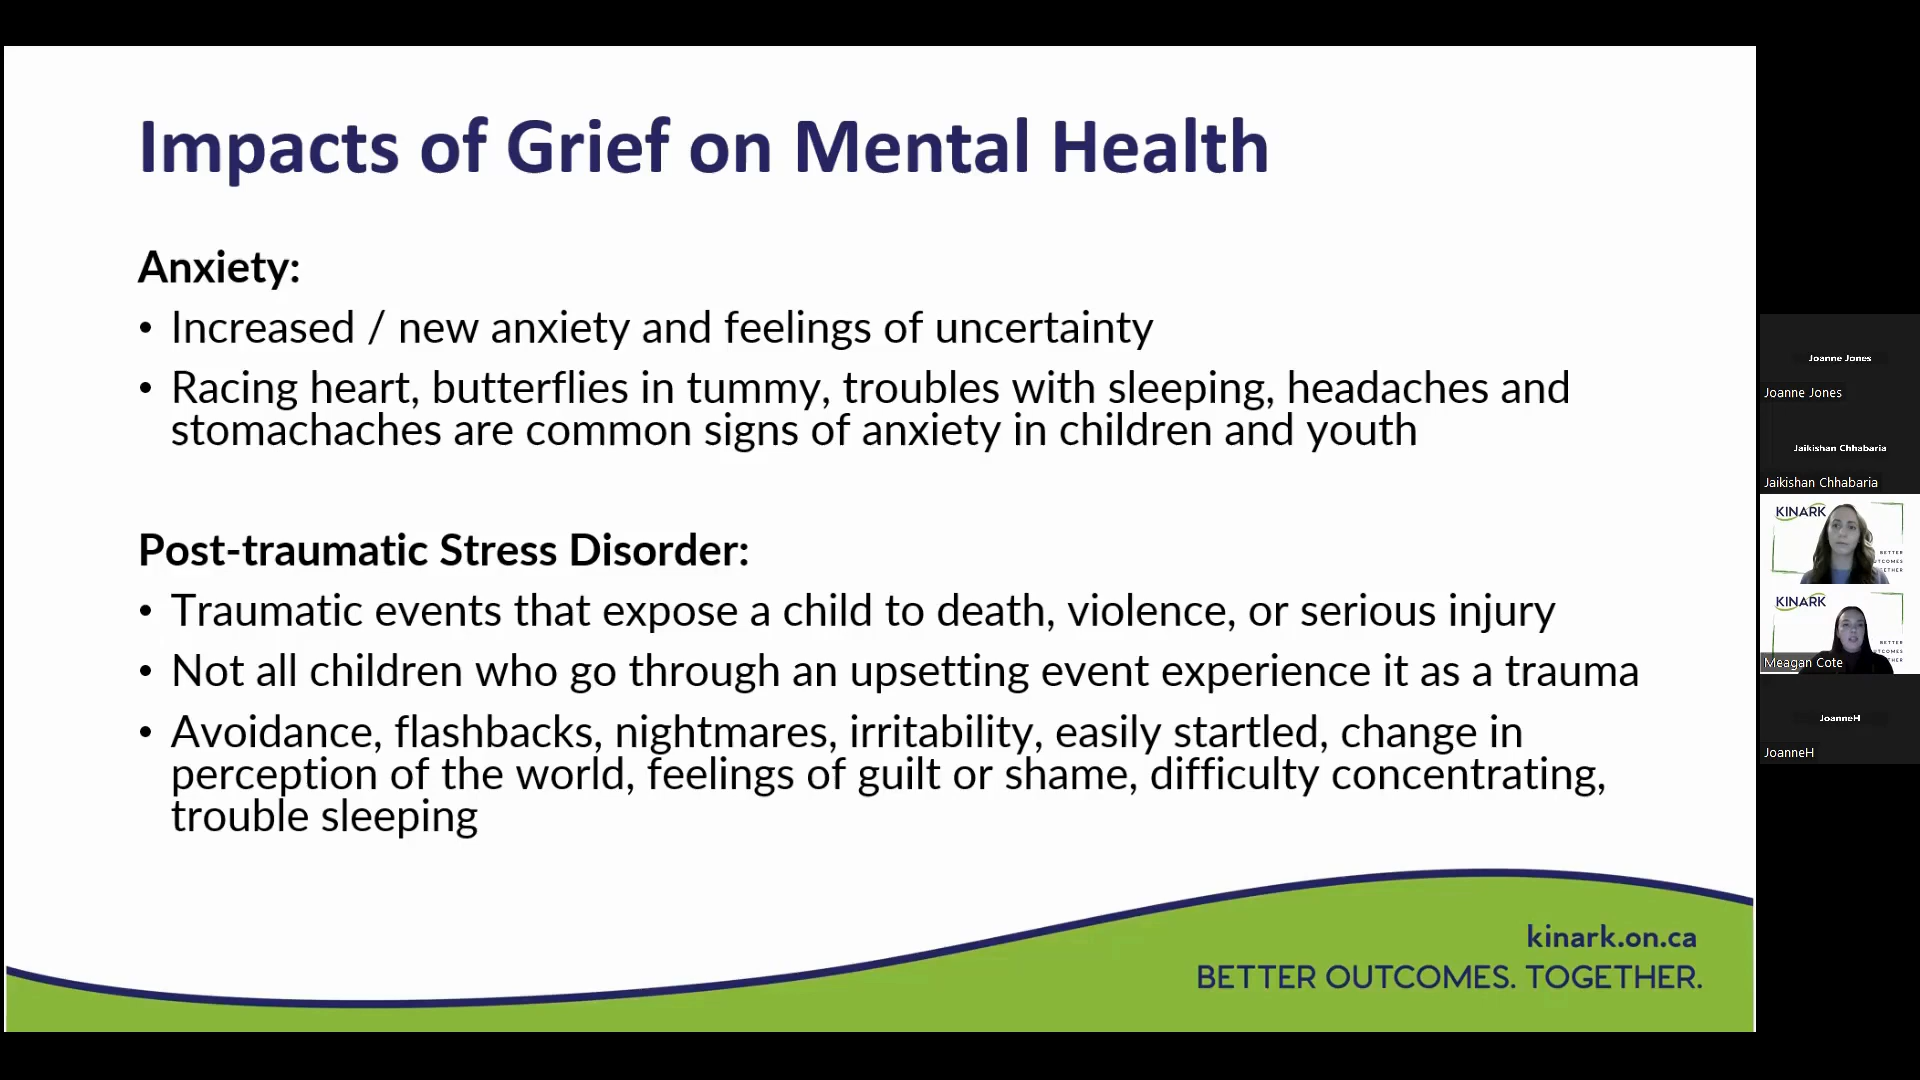 Impacts of Grief on Mental Health
Anxiety:
• Increased / new anxiety and feelings of uncertainty
• Racing heart, butterflies in tummy, troubles with sleeping, headaches and
stomachaches are common signs of anxiety in children and youth
Post-traumatic Stress Disorder:
• Traumatic events that expose a child to death, violence, or serious injury
• Not all children who go through an upsetting event experience it as a trauma
• Avoidance, flashbacks, nightmares, irritability, easily startled, change in
perception of the world, feelings of guilt or shame, difficulty concentrating,
trouble sleeping
kinark.on.ca
BETTER OUTCOMES. TOGETHER.
Joanne Jones
Joanne Jones
Jaikishan Chhabaria
Jaikishan Chhabaria
KINARK
BETTER
KINARK
BETTER
Meagan Cote
JoanneH
JoanneH